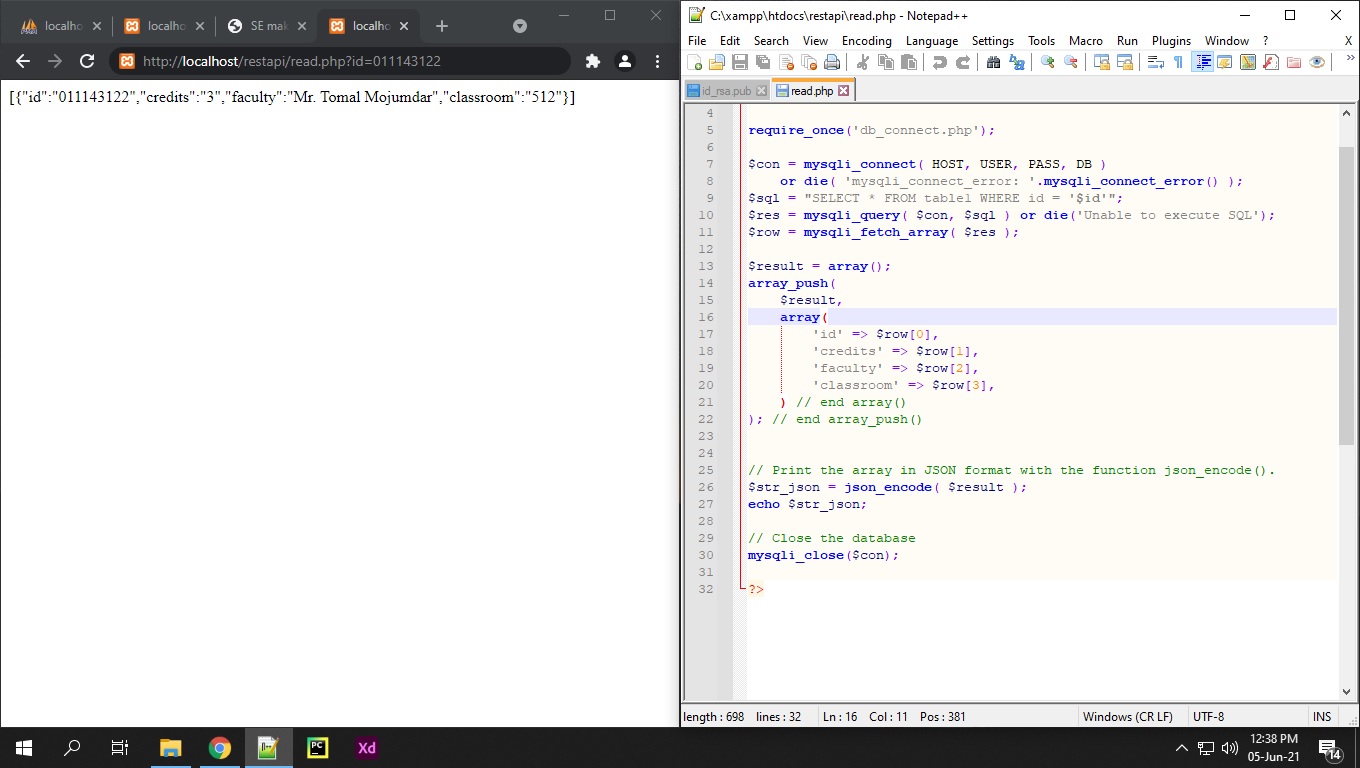 localho
localho
SE mak
localho
http://localhost/restapi/read.php?id=011143122
[{"id":"011143122","credits":"3","faculty":"Mr. Tomal Mojumdar","classroom":"512"}]
C:\xampp\htdocs\restapi\read.php - Notepad++
File Edit Search View Encoding Language Settings Tools Macro Run Plugins Window ? X
id_rsa.pub
read.php
4
5 require_once('db_connect.php');
6
7 $con = mysqli_connect( HOST, USER, PASS, DB )
8 or die( 'mysqli_connect_error: '.mysqli_connect_error() );
9 $sql = "SELECT * FROM table1 WHERE id = '$id'";
10 $res = mysqli_query( $con, $sql ) or die('Unable to execute SQL');
11 $row = mysqli_fetch_array( $res );
12
13 $result = array();
14 array_push(
15 $result,
16 array(
17 'id' => $row[0],
18 'credits' => $row[1],
19 'faculty' => $row[2],
20 'classroom' => $row[3],
21 ) // end array()
22 ); // end array_push()
23
24
25 // Print the array in JSON format with the function json_encode().
26 $str_json = json_encode( $result );
27 echo $str_json;
28
29 // Close the database
30 mysqli_close($con);
31
32 ?>
length : 698 lines : 32 Ln : 16 Col : 11 Pos : 381 Windows (CR LF) UTF-8 INS
PC
Xd
12:38 PM
05-Jun-21
14